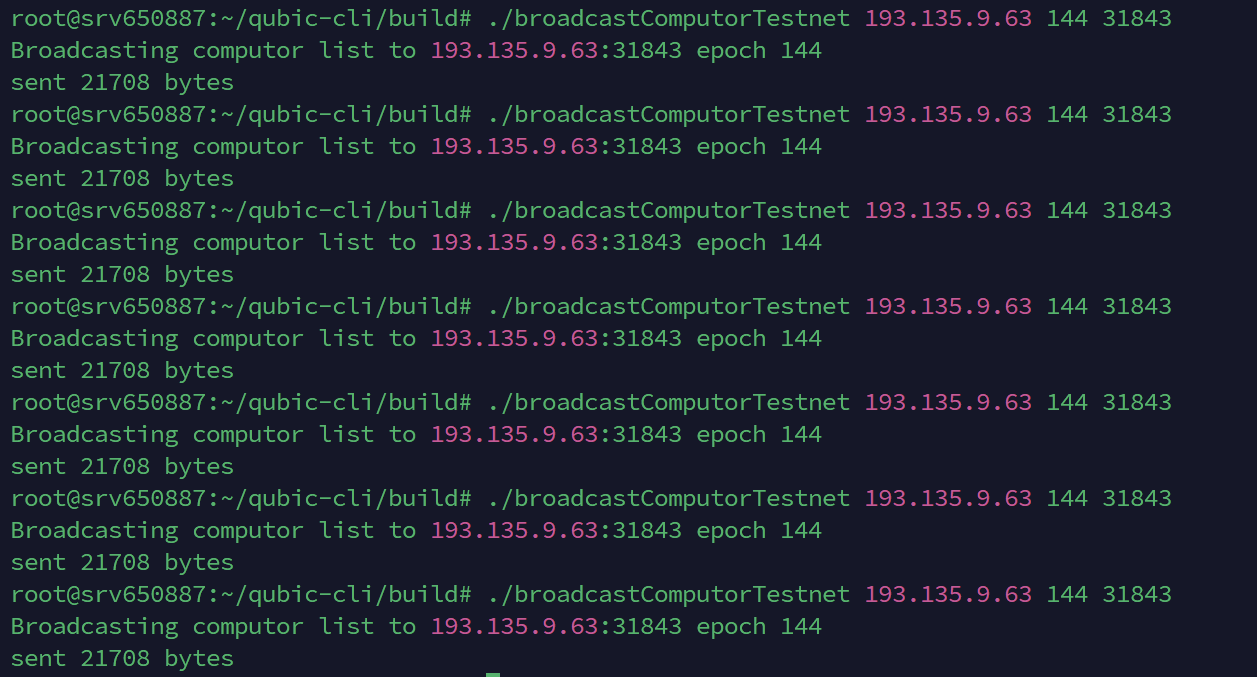 root@srv650887:~/qubic-cli/build# ./broadcastComputorTestnet 193.135.9.63 144 31843
Broadcasting computor list to 193.135.9.63:31843 epoch 144
sent 21708 bytes
root@srv650887:~/qubic-cli/build# ./broadcastComputorTestnet 193.135.9.63 144 31843
Broadcasting computor list to 193.135.9.63:31843 epoch 144
sent 21708 bytes
root@srv650887:~/qubic-cli/build# ./broadcastComputorTestnet 193.135.9.63 144 31843
Broadcasting computor list to 193.135.9.63:31843 epoch 144
sent 21708 bytes
root@srv650887:~/qubic-cli/build# ./broadcastComputorTestnet 193.135.9.63 144 31843
Broadcasting computor list to 193.135.9.63:31843 epoch 144
sent 21708 bytes
root@srv650887:~/qubic-cli/build# ./broadcastComputorTestnet 193.135.9.63 144 31843
Broadcasting computor list to 193.135.9.63:31843 epoch 144
sent 21708 bytes
root@srv650887:~/qubic-cli/build# ./broadcastComputorTestnet 193.135.9.63 144 31843
Broadcasting computor list to 193.135.9.63:31843 epoch 144
sent 21708 bytes
root@srv650887:~/qubic-cli/build# ./broadcastComputorTestnet 193.135.9.63 144 31843
Broadcasting computor list to 193.135.9.63:31843 epoch 144
sent 21708 bytes